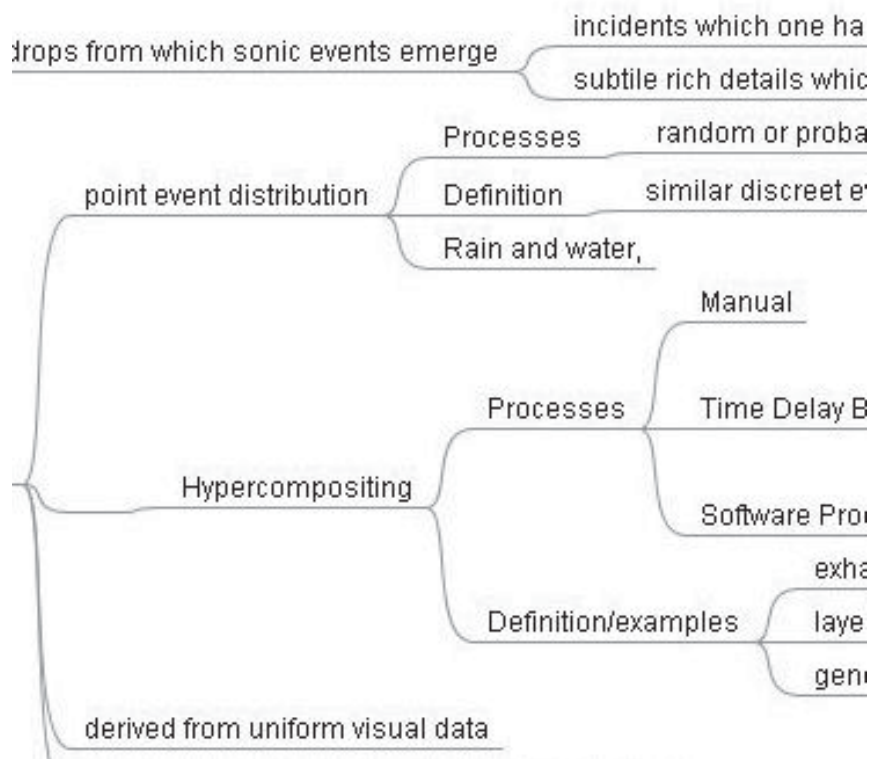 incidents which one ha
drops from which sonic events emerge
subtile rich details whic
Processes
random or proba
point event distribution
Definition
similar discreet e
Rain and water,
Manual
Processes
Time Delay B
Hypercompositing
Software Pro
exha
Definition/examples
laye
gen
derived from uniform visual data